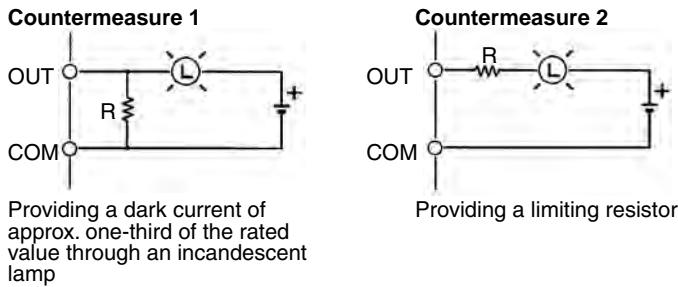 Countermeasure 1
OUT
L
R
+
COM
Providing a dark current of
approx. one-third of the rated
value through an incandescent
lamp
Countermeasure 2
R
OUT
L
+
COM
Providing a limiting resistor